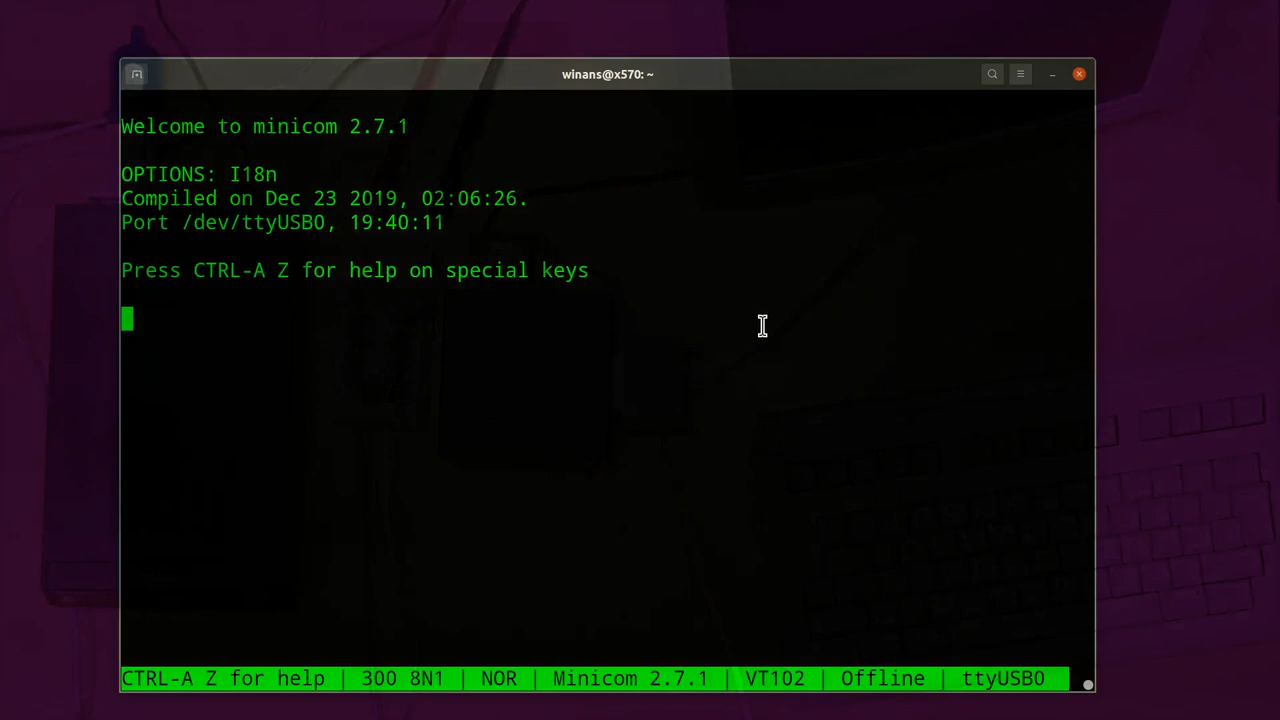 winans@x570: ~
Welcome to minicom 2.7.1
OPTIONS: I18n
Compiled on Dec 23 2019, 02:06:26.
Port /dev/ttyUSB0, 19:40:11
Press CTRL-A Z for help on special keys
CTRL-A Z for help | 300 8N1 | NOR | Minicom 2.7.1 | VT102 | Offline | ttyUSB0